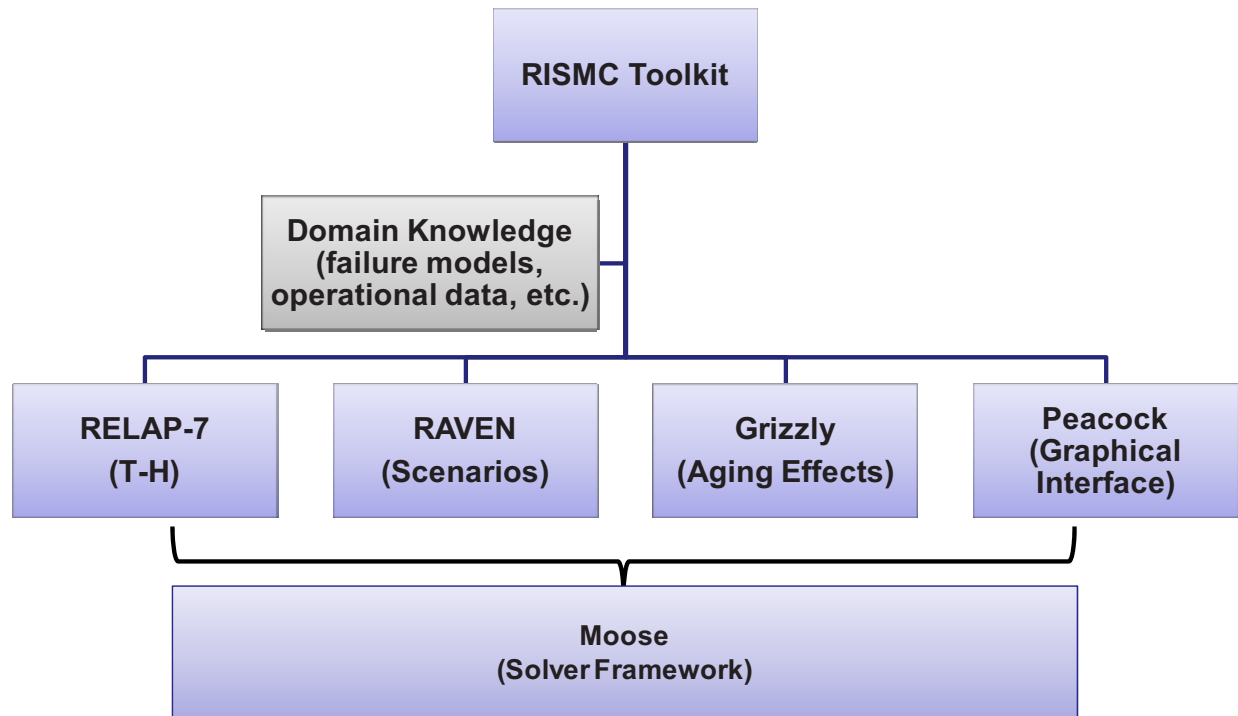 RISMC Toolkit
Domain Knowledge
(failure models,
operational data, etc.)
RELAP-7
(T-H)
RAVEN
(Scenarios)
Grizzly
(Aging Effects)
Peacock
(Graphical
Interface)
Moose
(Solver Framework)